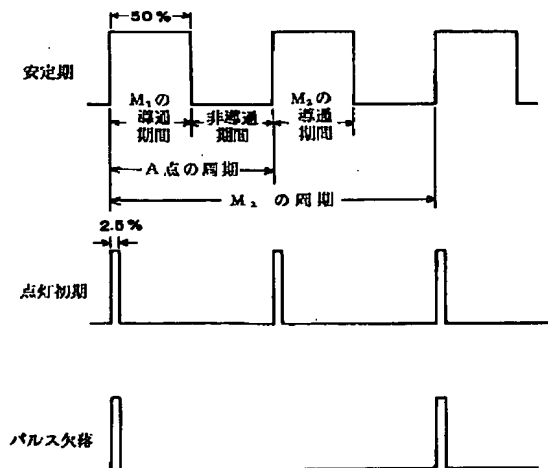 50%
安定期
M₁の
導通
期間
非導通
期間
M₂の
導通
期間
A点の周期
M₁の周期
2.5%
点灯初期
パルス欠落